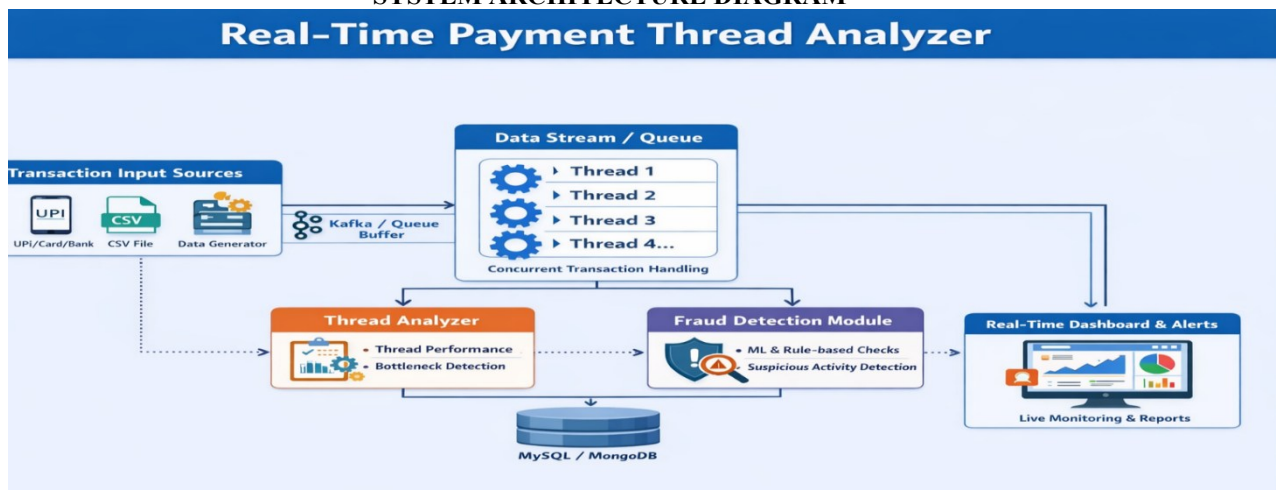 SYSTEM ARCHITECTURE DIAGRAM
Real-Time Payment Thread Analyzer
Transaction Input Sources
UPI
CSV
UPi/Card/Bank
CSV File
Data Generator
Kafka / Queue
Buffer
Data Stream / Queue
Thread 1
Thread 2
Thread 3
Thread 4...
Concurrent Transaction Handling
Thread Analyzer
• Thread Performance
• Bottleneck Detection
Fraud Detection Module
• ML & Rule-based Checks
• Suspicious Activity Detection
Real-Time Dashboard & Alerts
Live Monitoring & Reports
MySQL / MongoDB